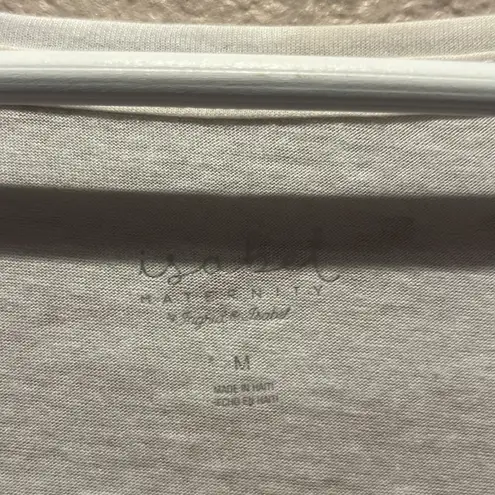 isabel
MATERNITY
by Ingrid & Isabel
M
MADE IN HAITI
HECHO EN HAITI